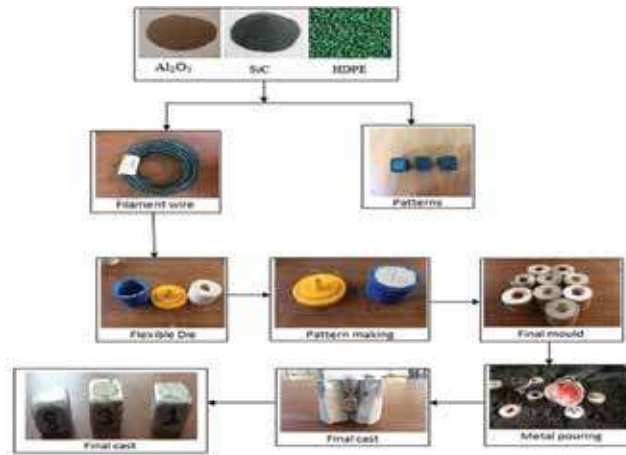 Al₂O₃ SiC HDPE
Filament wire
Patterns
Flexible Die
Pattern making
Final mould
Final cast
Final cast
Metal pouring